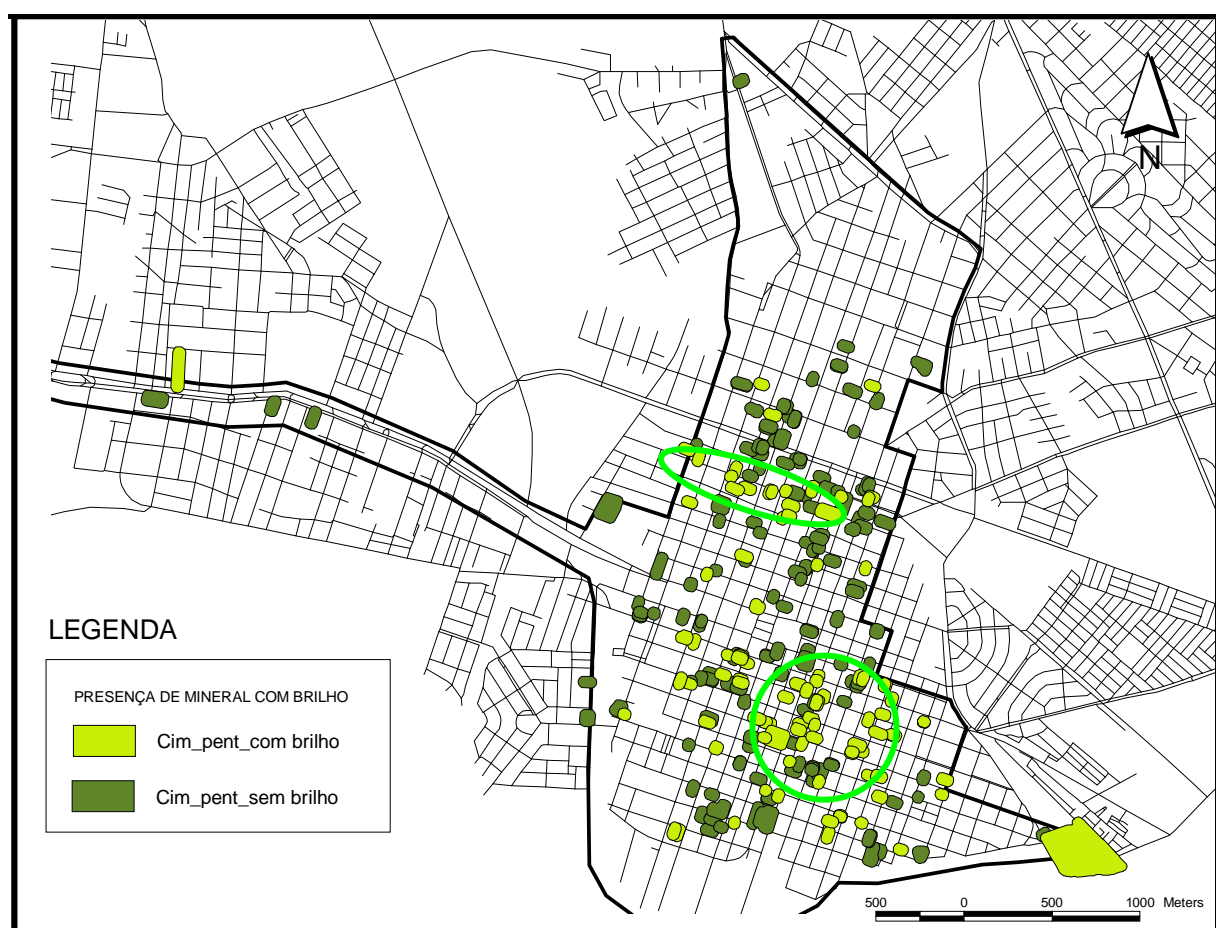 N
LEGENDA
PRESENÇA DE MINERAL COM BRILHO
Cim_pent_com brilho
Cim_pent_sem brilho
500 0 500 1000 Meters